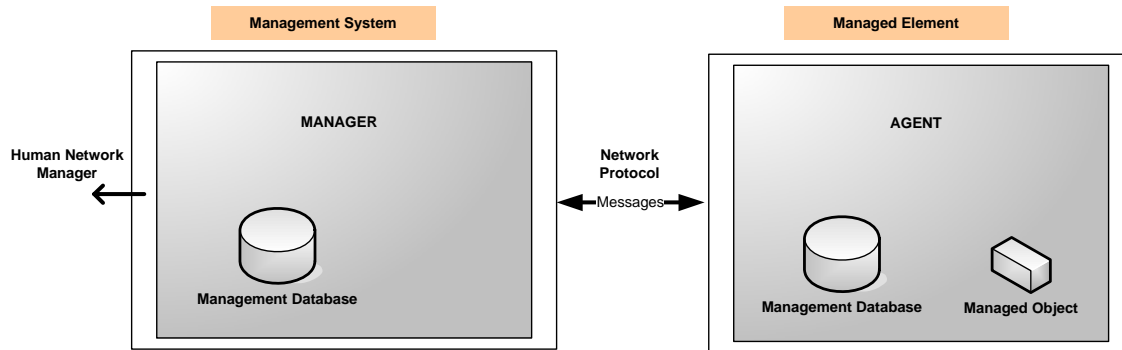 Management System
Managed Element
MANAGER
AGENT
Human Network
Manager
Network
Protocol
Messages
Management Database
Management Database
Managed Object